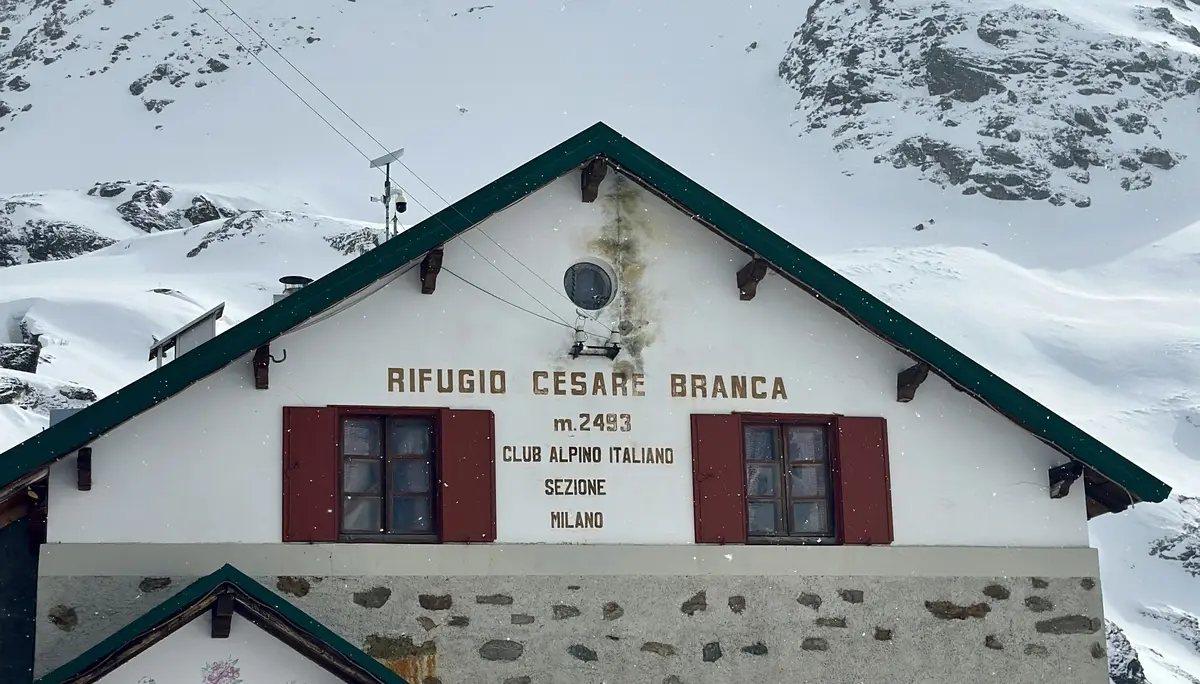 RIFUGIO CESARE BRANCA
m.2493
CLUB ALPINO ITALIANO
SEZIONE
MILANO